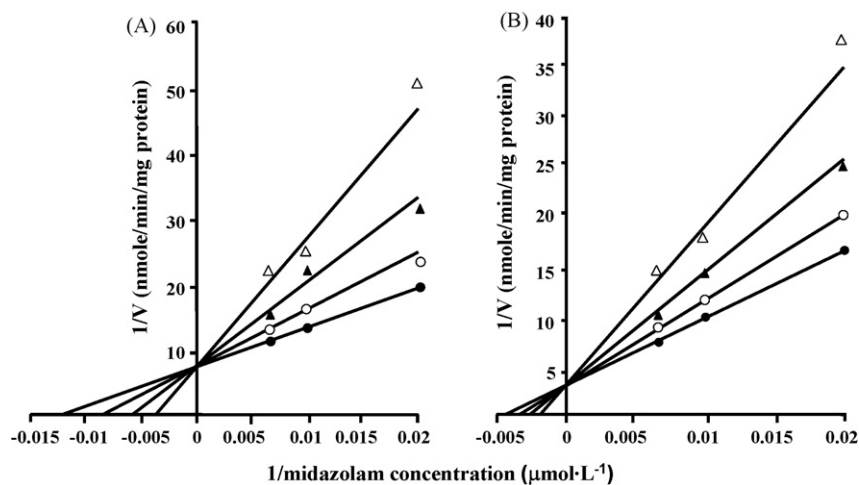 (A)
60
50
40
30
20
10
1/V (nmole/min/mg protein)
-0.015 -0.01 -0.005 0 0.005 0.01 0.015 0.02
(B)
40
35
30
25
20
15
10
5
1/V (nmole/min/mg protein)
-0.005 0 0.005 0.01 0.015 0.02
1/midazolam concentration (μmol·L⁻¹)